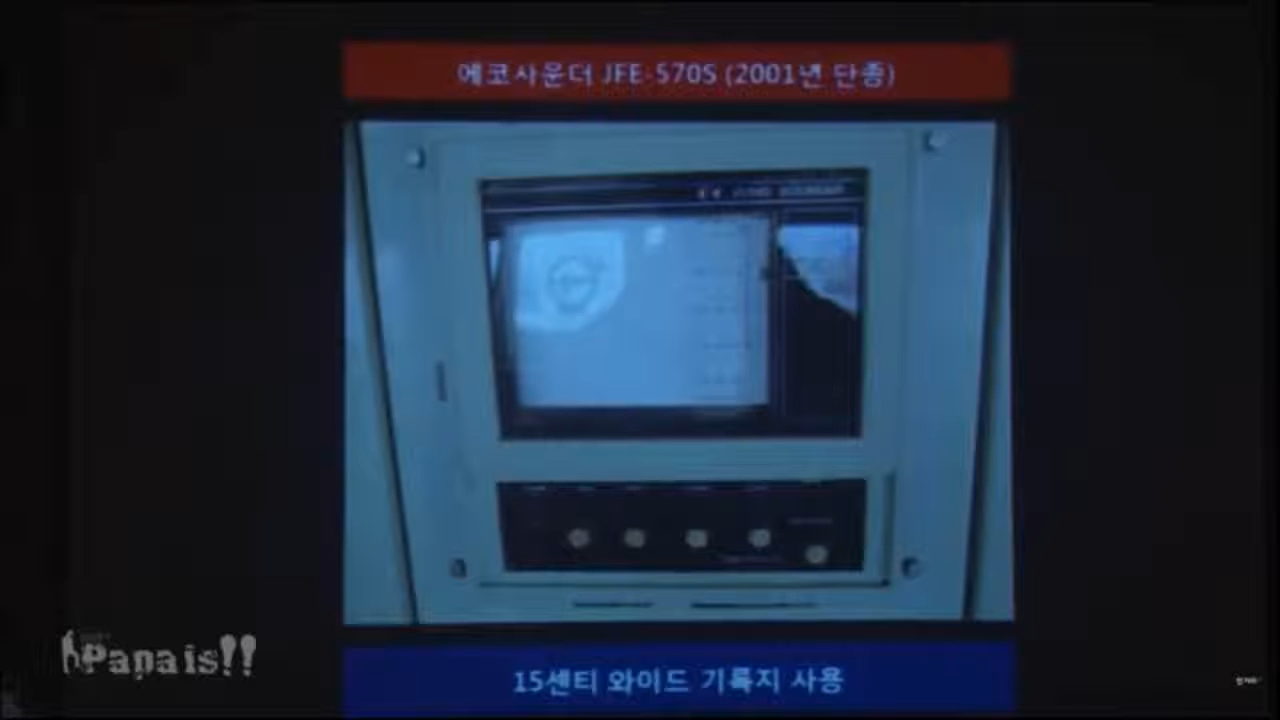 에코사운더 JFE-570S (2001년 단종)
15센티 와이드 기록지 사용
Papa is!!